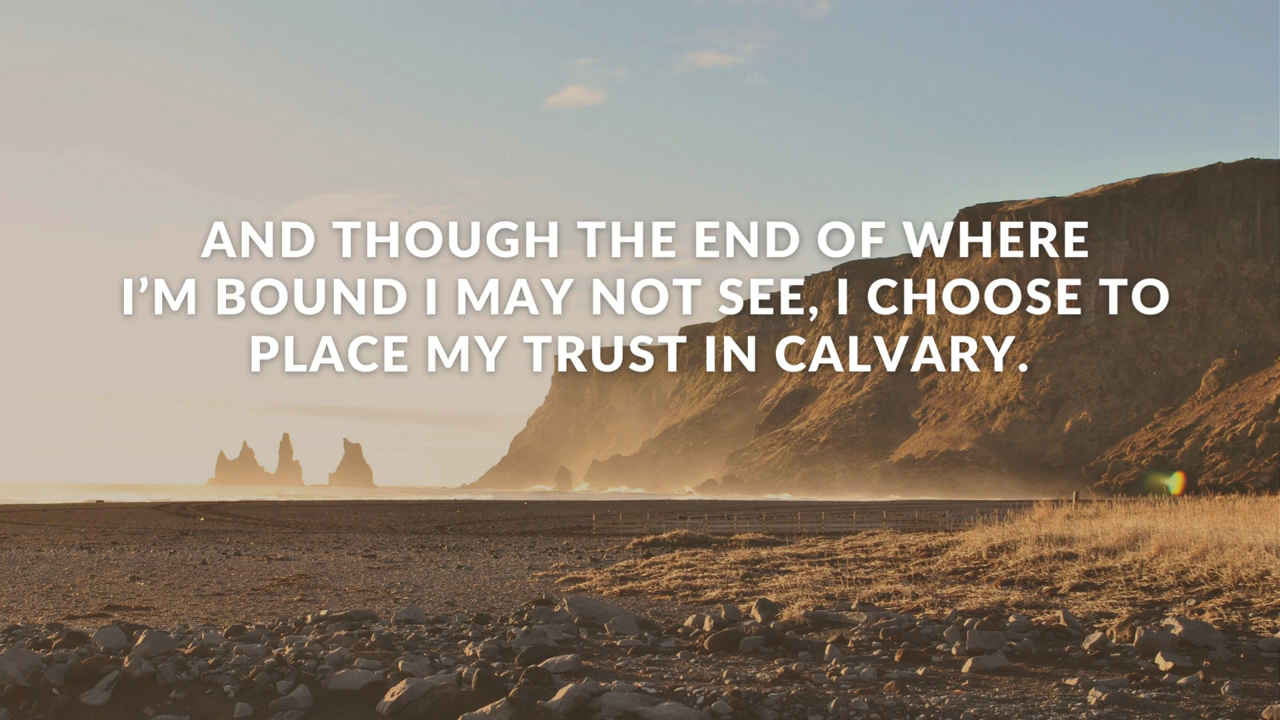 AND THOUGH THE END OF WHERE
I’M BOUND I MAY NOT SEE, I CHOOSE TO
PLACE MY TRUST IN CALVARY.